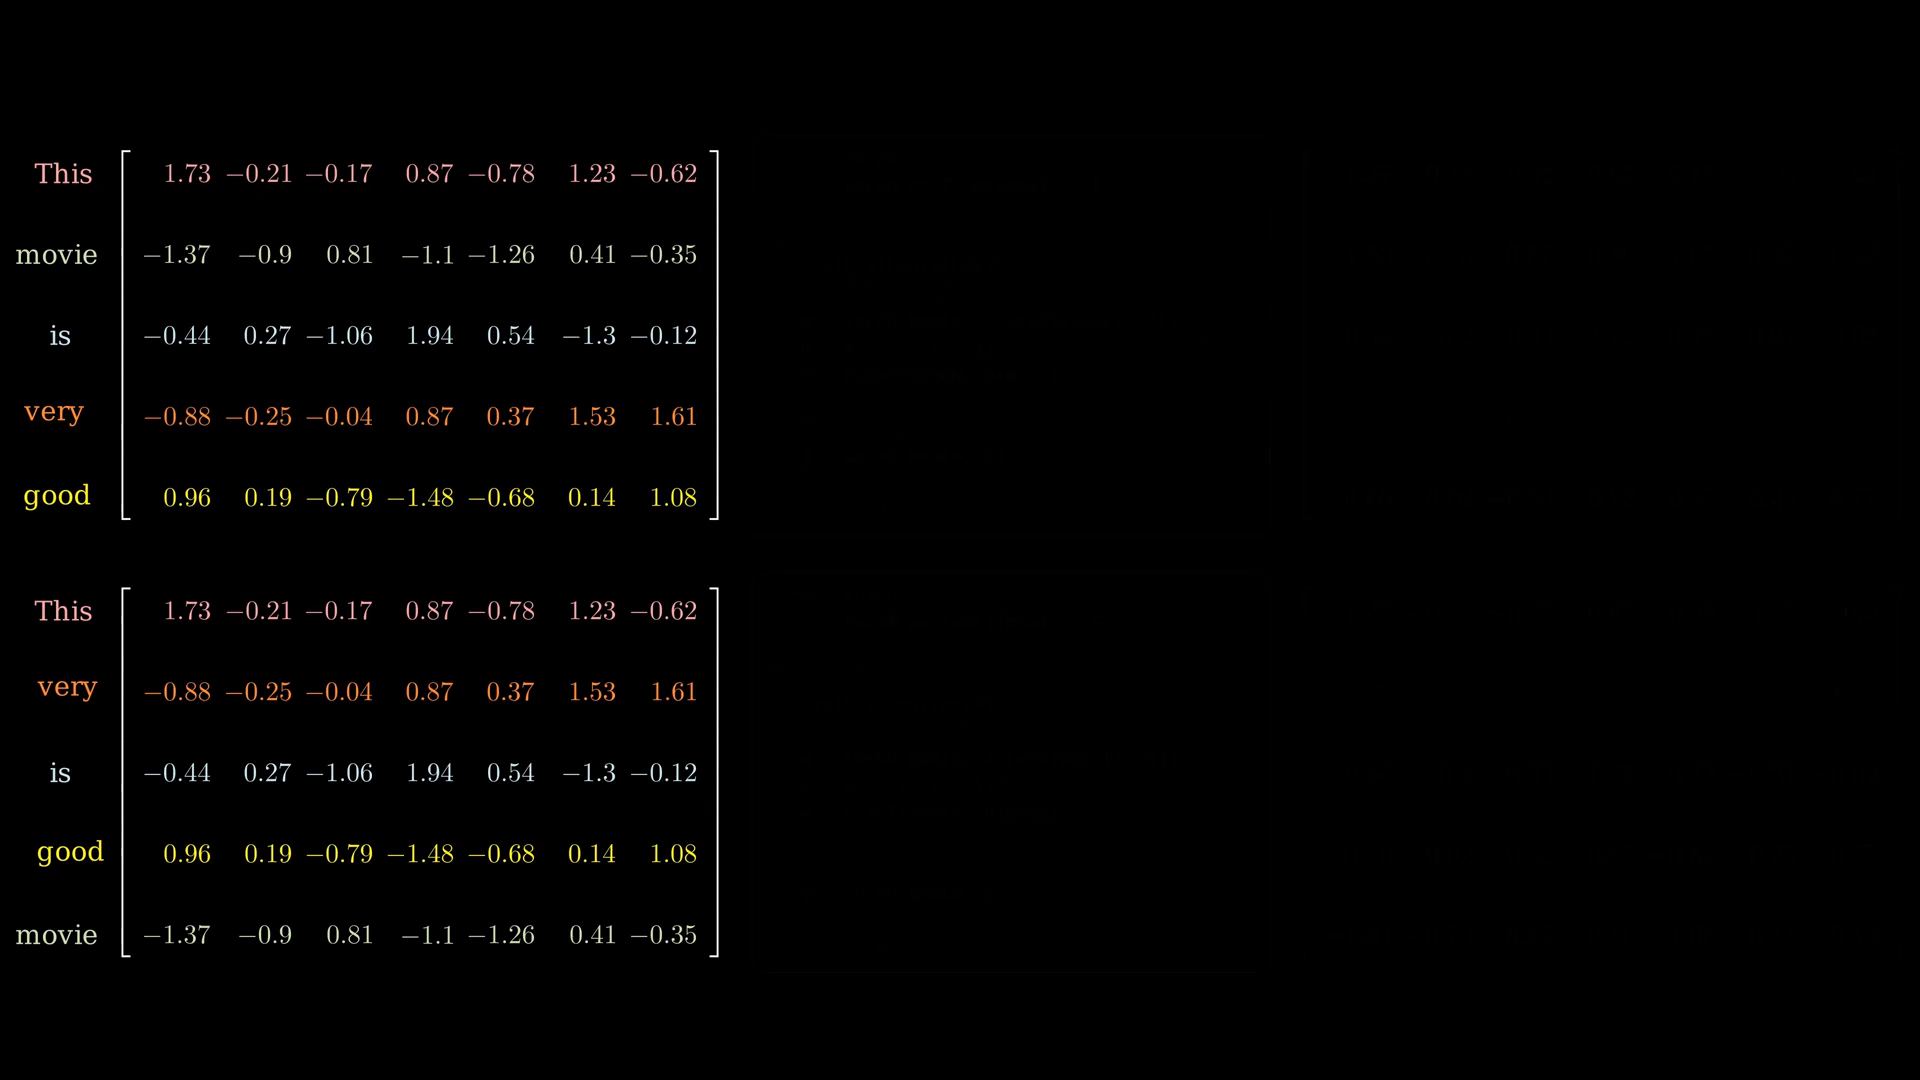 This 1.73 −0.21 −0.17 0.87 −0.78 1.23 −0.62
movie −1.37 −0.9 0.81 −1.1 −1.26 0.41 −0.35
is −0.44 0.27 −1.06 1.94 0.54 −1.3 −0.12
very −0.88 −0.25 −0.04 0.87 0.37 1.53 1.61
good 0.96 0.19 −0.79 −1.48 −0.68 0.14 1.08
This 1.73 −0.21 −0.17 0.87 −0.78 1.23 −0.62
very −0.88 −0.25 −0.04 0.87 0.37 1.53 1.61
is −0.44 0.27 −1.06 1.94 0.54 −1.3 −0.12
good 0.96 0.19 −0.79 −1.48 −0.68 0.14 1.08
movie −1.37 −0.9 0.81 −1.1 −1.26 0.41 −0.35